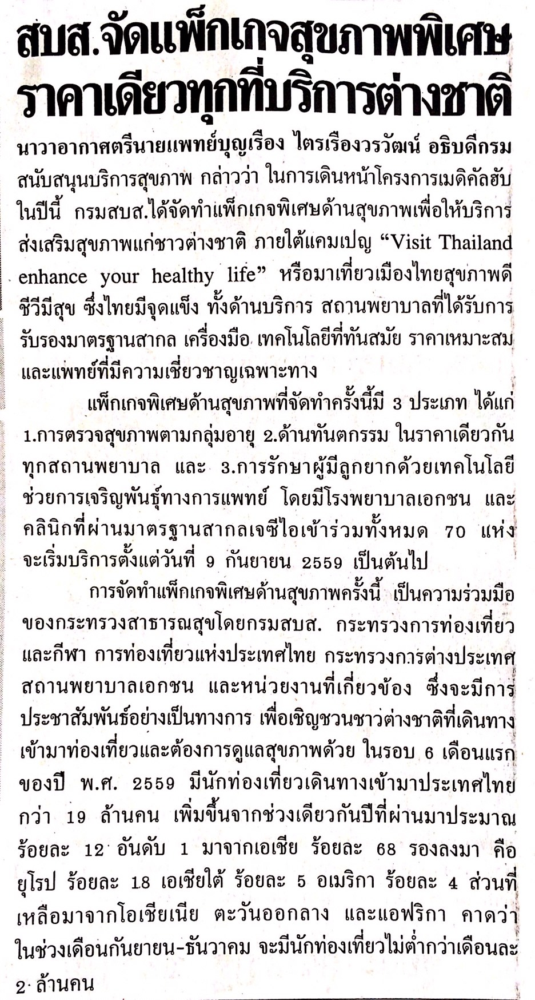 สบส.จัดแพ็กเกจสุขภาพพิเศษ
ราคาเดียวทุกที่บริการต่างชาติ
นาวาอากาศตรีนายแพทย์บุญเรือง ไตรเรืองวรวัฒน์ อธิบดีกรม
สนับสนุนบริการสุขภาพ กล่าวว่า ในการเดินหน้าโครงการเมดิคัลฮับ
ในปีนี้ กรมสบส.ได้จัดทำแพ็กเกจพิเศษด้านสุขภาพเพื่อให้บริการ
ส่งเสริมสุขภาพแก่ชาวต่างชาติ ภายใต้แคมเปญ “Visit Thailand
enhance your healthy life” หรือมาเที่ยวเมืองไทยสุขภาพดี
ชีวีมีสุข ซึ่งไทยมีจุดแข็ง ทั้งด้านบริการ สถานพยาบาลที่ได้รับการ
รับรองมาตรฐานสากล เครื่องมือ เทคโนโลยีที่ทันสมัย ราคาเหมาะสม
และแพทย์ที่มีความเชี่ยวชาญเฉพาะทาง
แพ็กเกจพิเศษด้านสุขภาพที่จัดทำครั้งนี้มี 3 ประเภท ได้แก่
1.การตรวจสุขภาพตามกลุ่มอายุ 2.ด้านทันตกรรม ในราคาเดียวกัน
ทุกสถานพยาบาล และ 3.การรักษาผู้มีลูกยากด้วยเทคโนโลยี
ช่วยการเจริญพันธุ์ทางการแพทย์ โดยมีโรงพยาบาลเอกชน และ
คลินิกที่ผ่านมาตรฐานสากลเจซีไอเข้าร่วมทั้งหมด 70 แห่ง
จะเริ่มบริการตั้งแต่วันที่ 9 กันยายน 2559 เป็นต้นไป
การจัดทำแพ็กเกจพิเศษด้านสุขภาพครั้งนี้ เป็นความร่วมมือ
ของกระทรวงสาธารณสุขโดยกรมสบส. กระทรวงการท่องเที่ยว
และกีฬา การท่องเที่ยวแห่งประเทศไทย กระทรวงการต่างประเทศ
สถานพยาบาลเอกชน และหน่วยงานที่เกี่ยวข้อง ซึ่งจะมีการ
ประชาสัมพันธ์อย่างเป็นทางการ เพื่อเชิญชวนชาวต่างชาติที่เดินทาง
เข้ามาท่องเที่ยวและต้องการดูแลสุขภาพด้วย ในรอบ 6 เดือนแรก
ของปี พ.ศ. 2559 มีนักท่องเที่ยวเดินทางเข้ามาประเทศไทย
กว่า 19 ล้านคน เพิ่มขึ้นจากช่วงเดียวกันปีที่ผ่านมาประมาณ
ร้อยละ 12 อันดับ 1 มาจากเอเชีย ร้อยละ 68 รองลงมา คือ
ยุโรป ร้อยละ 18 เอเชียใต้ ร้อยละ 5 อเมริกา ร้อยละ 4 ส่วนที่
เหลือมาจากโอเชียเนีย ตะวันออกลาง และแอฟริกา คาดว่า
ในช่วงเดือนกันยายน-ธันวาคม จะมีนักท่องเที่ยวไม่ต่ำกว่าเดือนละ
2 ล้านคน